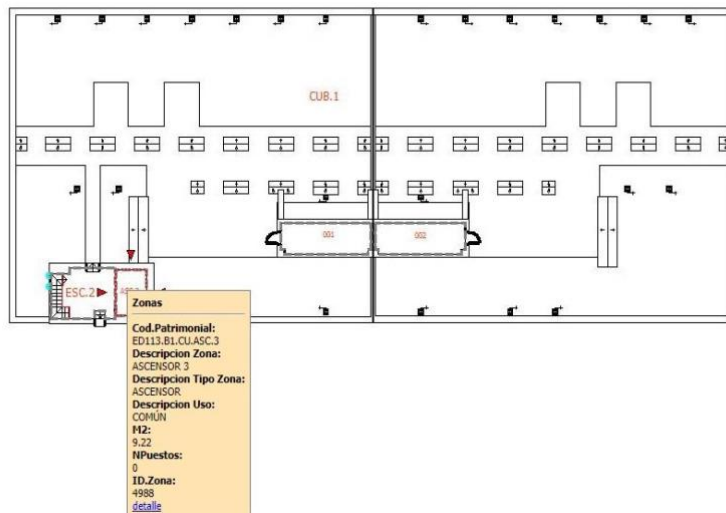 CUB.1
001
002
ESC.2
Zonas
Cod.Patrimonial:
ED113.B1.CU.ASC.3
Descripcion Zona:
ASCENSOR 3
Descripcion Tipo Zona:
ASCENSOR
Descripcion Uso:
COMÚN
M2:
9.22
NPuestos:
0
ID.Zona:
4988
detalle